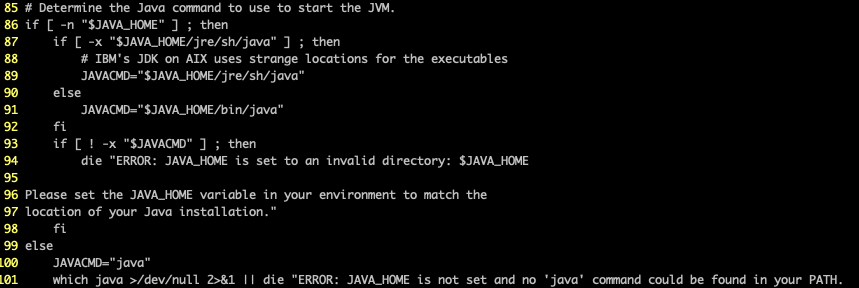 85 # Determine the Java command to use to start the JVM.
86 if [ -n "$JAVA_HOME" ] ; then
87     if [ -x "$JAVA_HOME/jre/sh/java" ] ; then
88         # IBM's JDK on AIX uses strange locations for the executables
89         JAVACMD="$JAVA_HOME/jre/sh/java"
90     else
91         JAVACMD="$JAVA_HOME/bin/java"
92     fi
93     if [ ! -x "$JAVACMD" ] ; then
94         die "ERROR: JAVA_HOME is set to an invalid directory: $JAVA_HOME
95
96 Please set the JAVA_HOME variable in your environment to match the
97 location of your Java installation."
98     fi
99 else
100     JAVACMD="java"
101     which java >/dev/null 2>&1 || die "ERROR: JAVA_HOME is not set and no 'java' command could be found in your PATH.